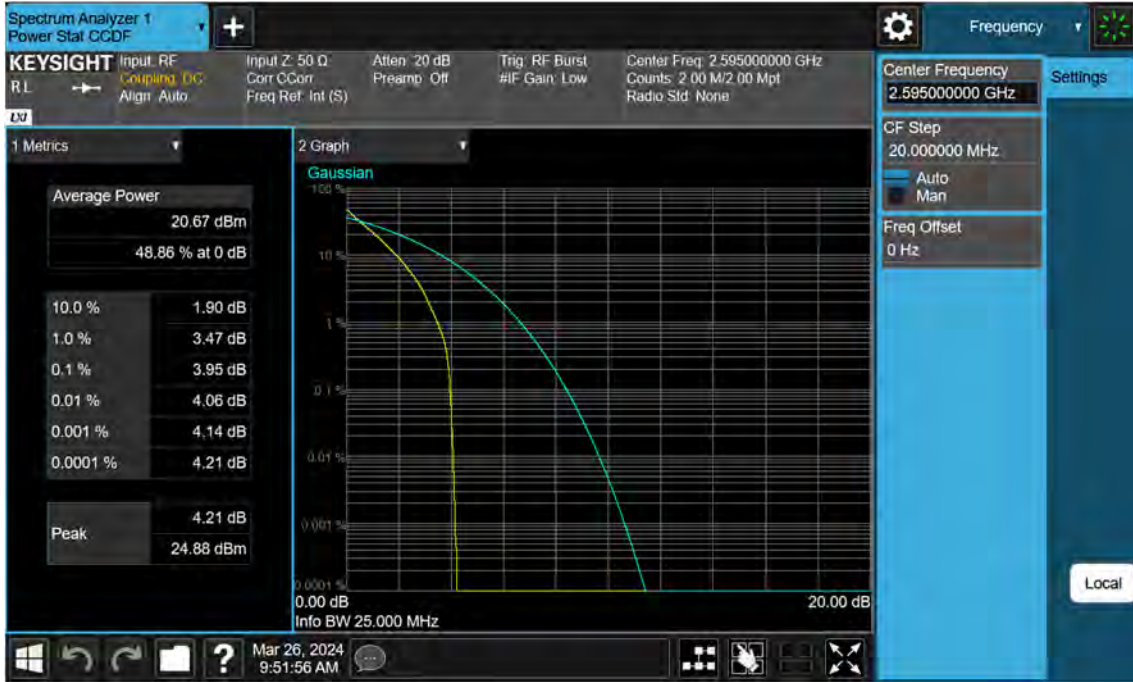 Spectrum Analyzer 1
Power Stat CCDF
+
Frequency
KEYSIGHT
R L
LXI
Input: RF
Coupling: DC
Align: Auto
Input Z: 50 Ω
Corr CCorr
Freq Ref: Int (S)
Atten: 20 dB
Preamp: Off
Trig: RF Burst
#IF Gain: Low
Center Freq: 2.595000000 GHz
Counts: 2.00 M/2.00 Mpt
Radio Std: None
Center Frequency
2.595000000 GHz
Settings
CF Step
20.000000 MHz
Auto
Man
Freq Offset
0 Hz
Local
1 Metrics
Average Power
20.67 dBm
48.86 % at 0 dB
10.0 % 1.90 dB
1.0 % 3.47 dB
0.1 % 3.95 dB
0.01 % 4.06 dB
0.001 % 4.14 dB
0.0001 % 4.21 dB
Peak
4.21 dB
24.88 dBm
2 Graph
Gaussian
100 %
10 %
1 %
0.1 %
0.01 %
0.001 %
0.0001 %
0.00 dB 20.00 dB
Info BW 25.000 MHz
?
Mar 26, 2024
9:51:56 AM